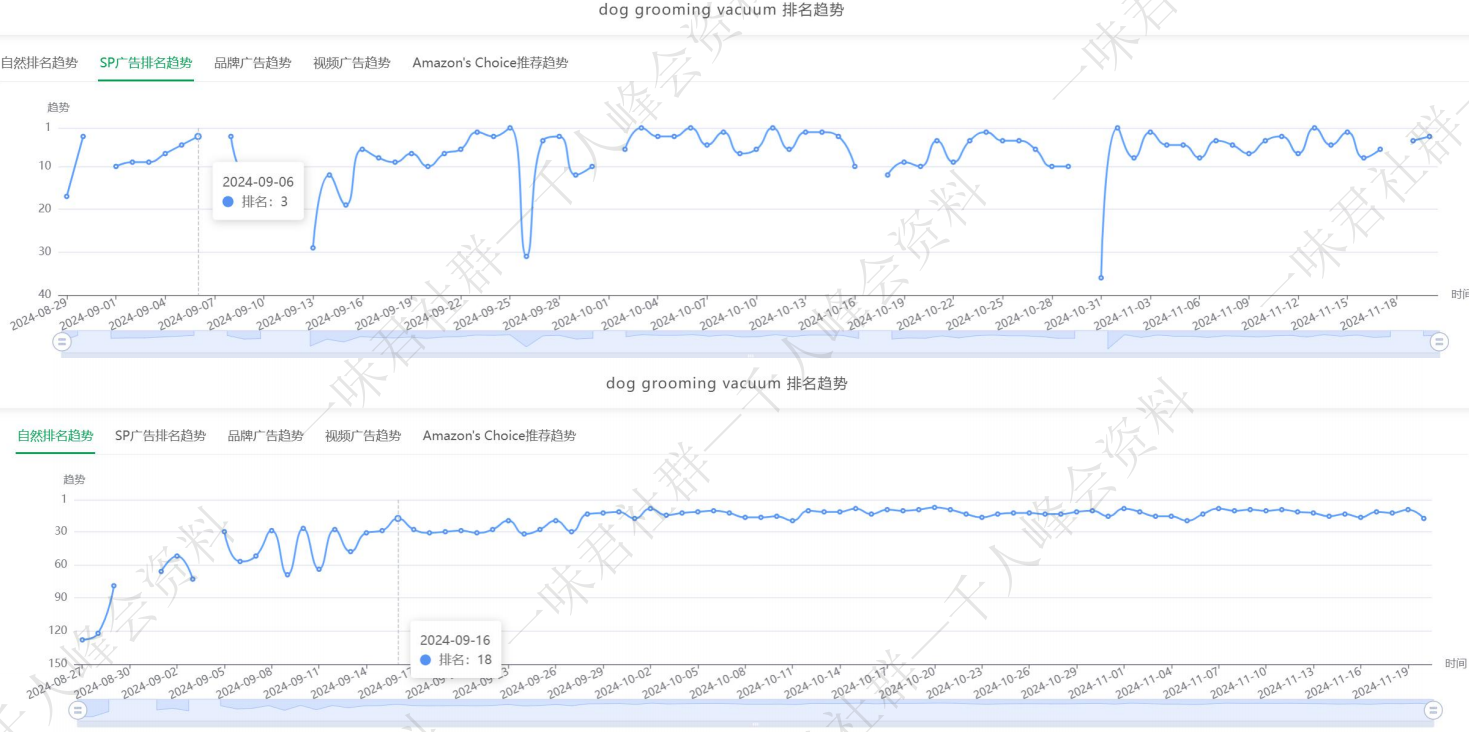 dog grooming vacuum 排名趋势
自然排名趋势 SP广告排名趋势 品牌广告趋势 视频广告趋势 Amazon's Choice推荐趋势
趋势
1
10
20
30
40
2024-09-06
排名：3
2024-08-29 2024-09-01 2024-09-04 2024-09-07 2024-09-10 2024-09-13 2024-09-16 2024-09-19 2024-09-22 2024-09-25 2024-09-28 2024-10-01 2024-10-04 2024-10-07 2024-10-10 2024-10-13 2024-10-16 2024-10-19 2024-10-22 2024-10-25 2024-10-28 2024-10-31 2024-11-03 2024-11-06 2024-11-09 2024-11-12 2024-11-15 2024-11-18
dog grooming vacuum 排名趋势
自然排名趋势 SP广告排名趋势 品牌广告趋势 视频广告趋势 Amazon's Choice推荐趋势
趋势
1
30
60
90
120
150
2024-09-16
排名：18
时间
2024-08-27 2024-08-30 2024-09-02 2024-09-05 2024-09-08 2024-09-11 2024-09-14 2024-09-26 2024-09-29 2024-10-02 2024-10-05 2024-10-08 2024-10-11 2024-10-14 2024-10-17 2024-10-20 2024-10-23 2024-10-26 2024-10-29 2024-11-01 2024-11-04 2024-11-07 2024-11-10 2024-11-13 2024-11-16 2024-11-19
一味君社群——千人峰会资料